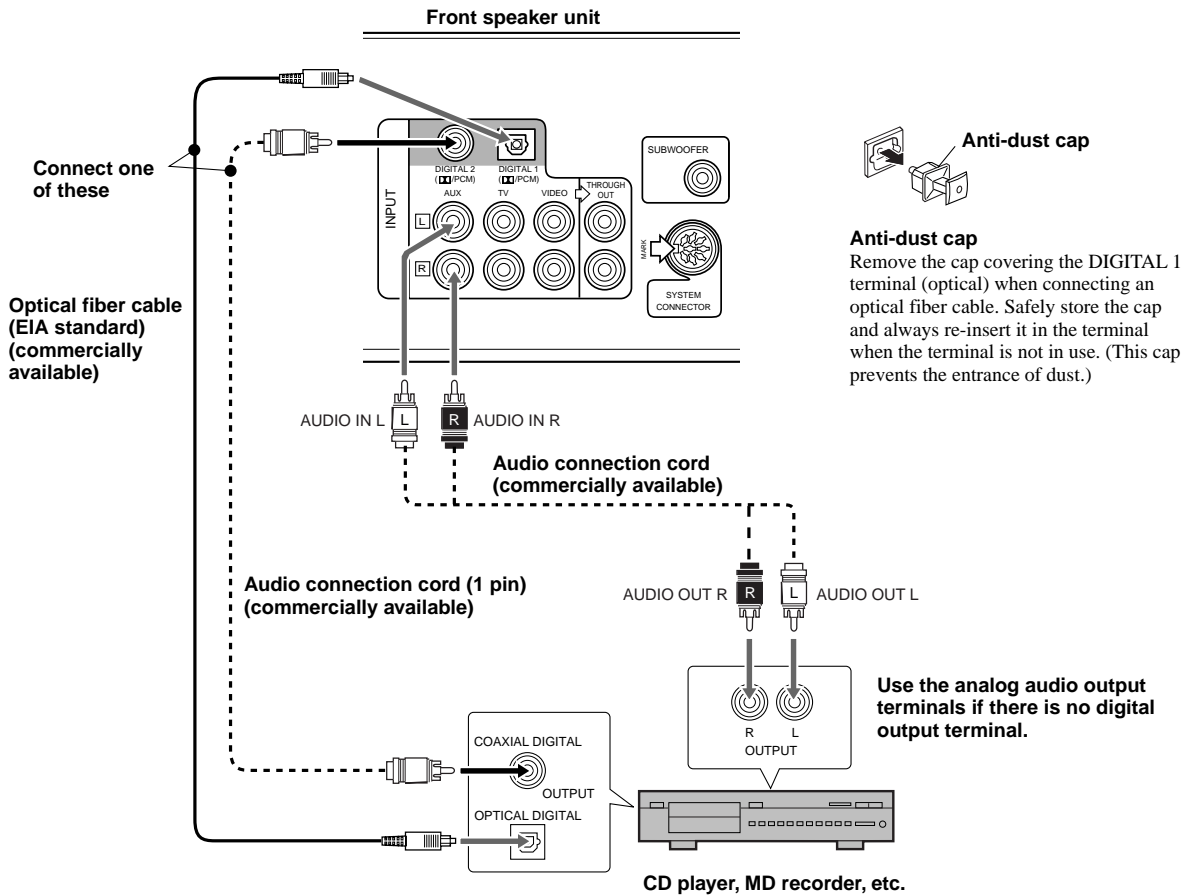 Front speaker unit
Connect one
of these
INPUT
DIGITAL 2
(DD/PCM)
DIGITAL 1
(DD/PCM)
AUX
TV
VIDEO
THROUGH
OUT
L
R
SUBWOOFER
MARK
SYSTEM
CONNECTOR
Anti-dust cap
Anti-dust cap
Remove the cap covering the DIGITAL 1
terminal (optical) when connecting an
optical fiber cable. Safely store the cap
and always re-insert it in the terminal
when the terminal is not in use. (This cap
prevents the entrance of dust.)
Optical fiber cable
(EIA standard)
(commercially
available)
AUDIO IN L
L
R
AUDIO IN R
Audio connection cord
(commercially available)
Audio connection cord (1 pin)
(commercially available)
AUDIO OUT R
R
L
AUDIO OUT L
R
L
OUTPUT
Use the analog audio output
terminals if there is no digital
output terminal.
COAXIAL DIGITAL
OUTPUT
OPTICAL DIGITAL
CD player, MD recorder, etc.